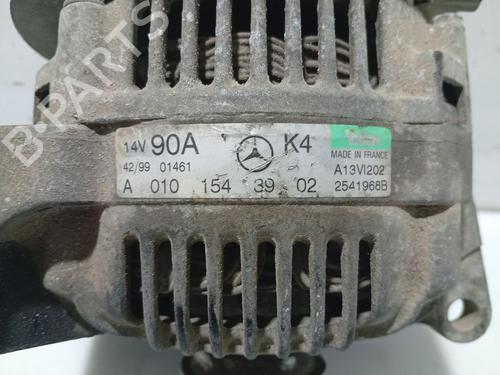 B-PARTS
14V 90A K4
MADE IN FRANCE
42/99 01461 A13VI202
A 010 154 39 02 2541968B